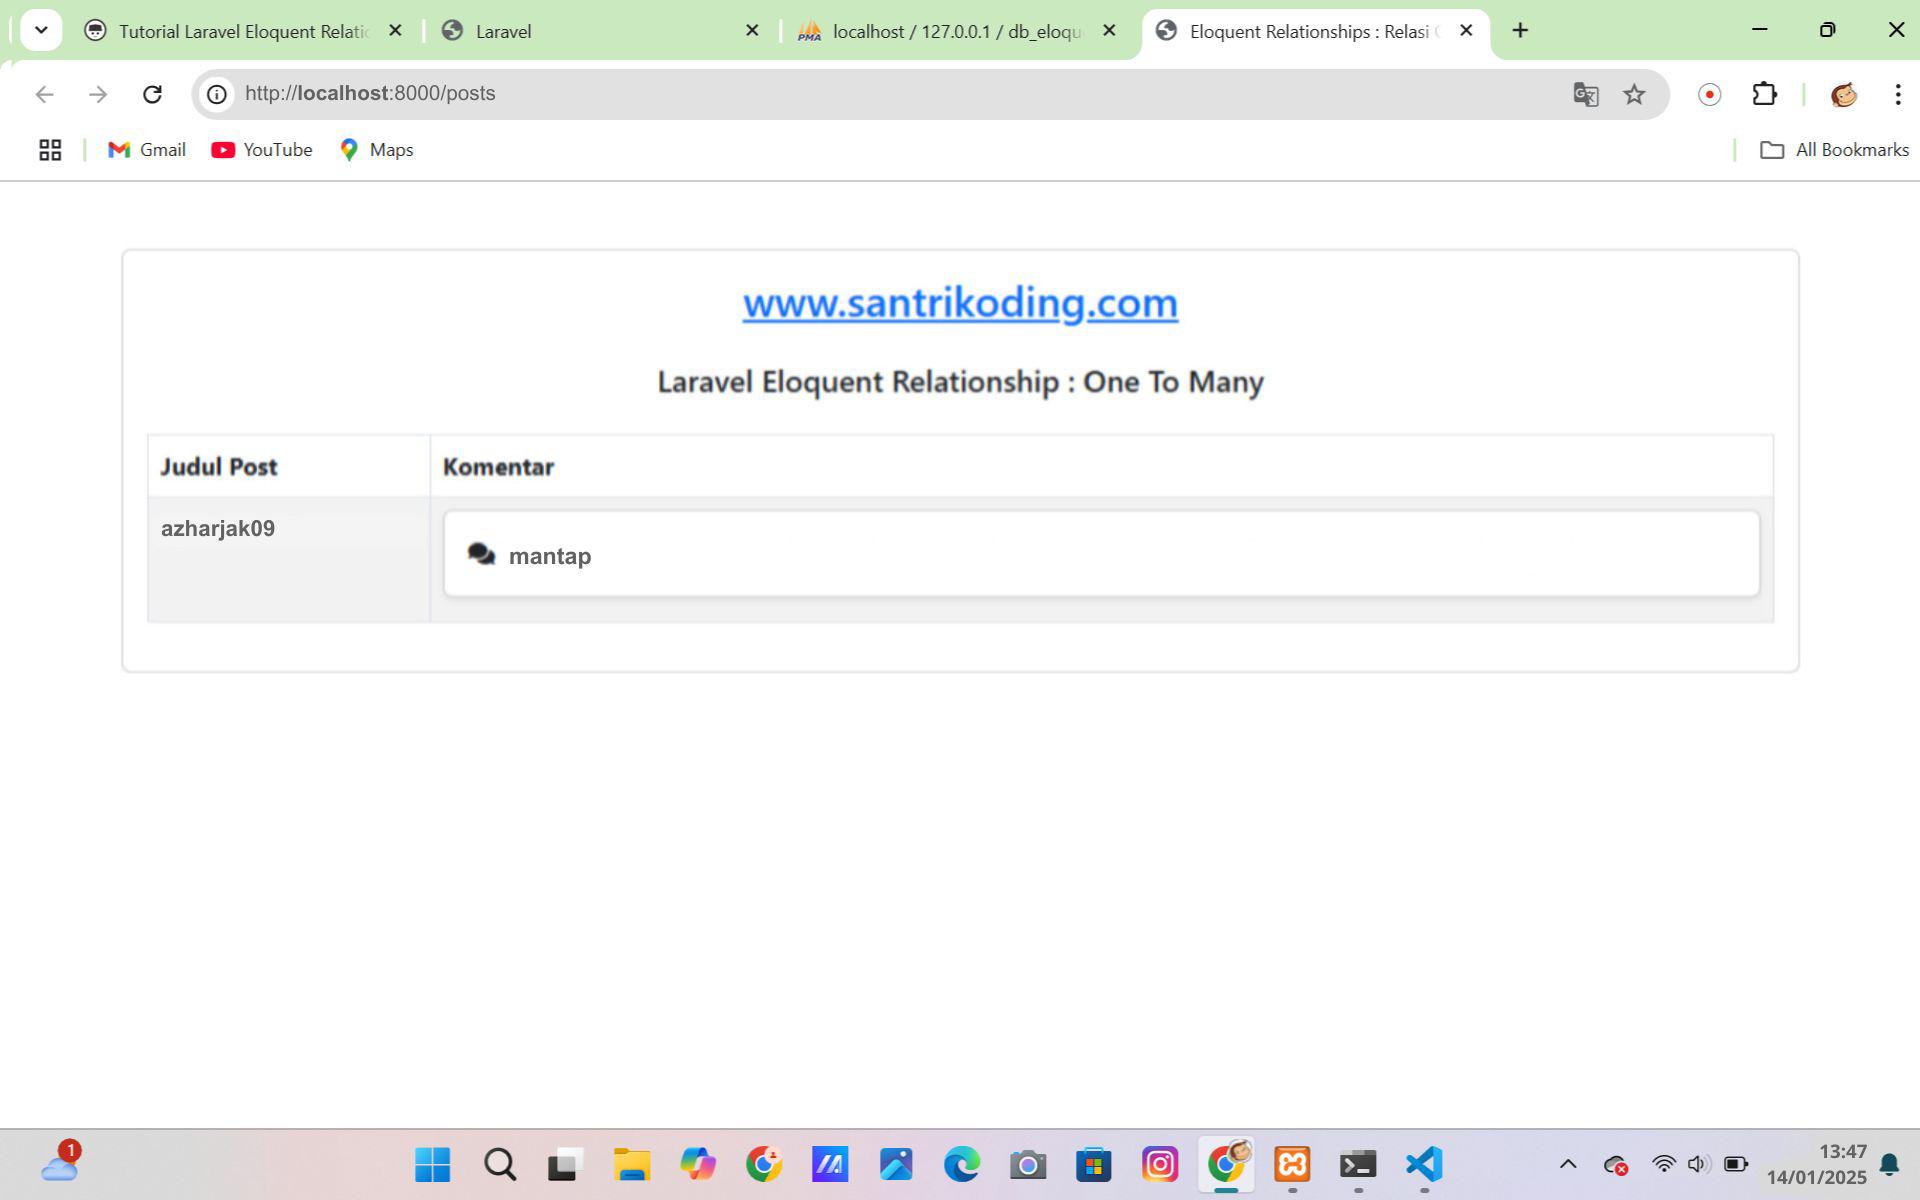 Tutorial Laravel Eloquent Relati
Laravel
localhost / 127.0.0.1 / db_eloqu
Eloquent Relationships : Relasi
http://localhost:8000/posts
Gmail
YouTube
Maps
All Bookmarks
www.santrikoding.com
Laravel Eloquent Relationship : One To Many
Judul Post
Komentar
azharjak09
mantap
1
13:47
14/01/2025